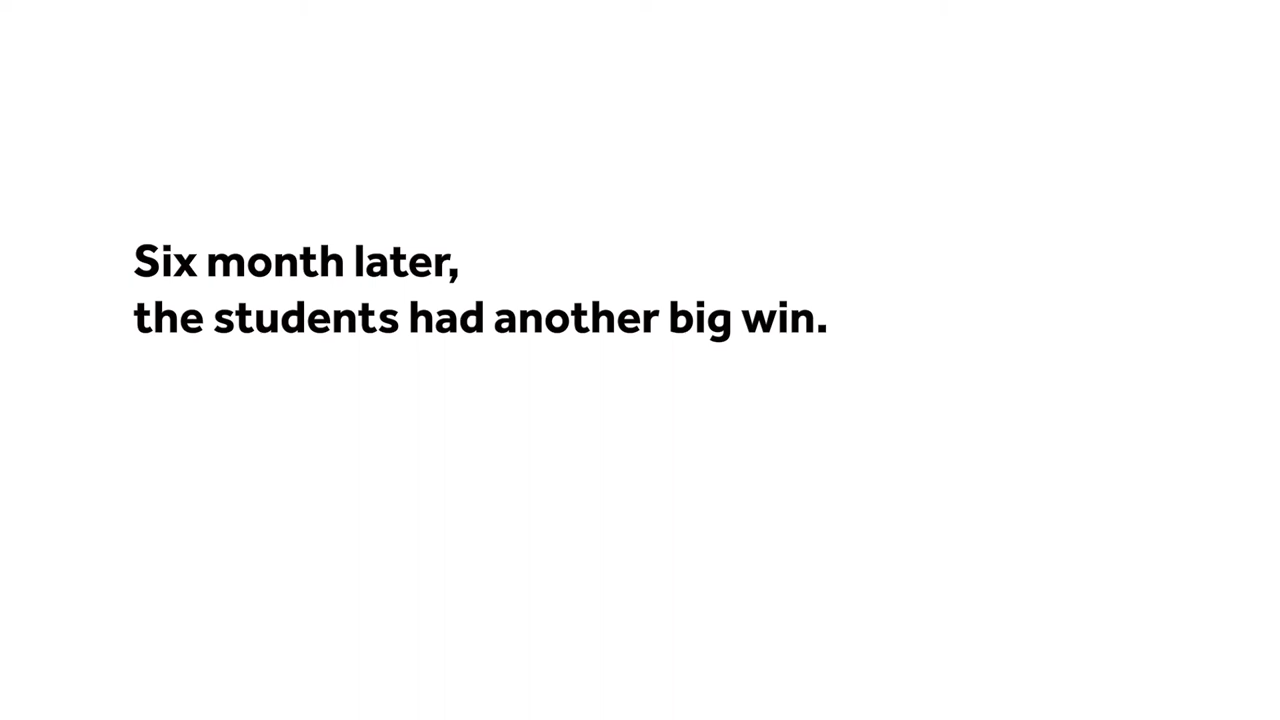 Six month later,
the students had another big win.